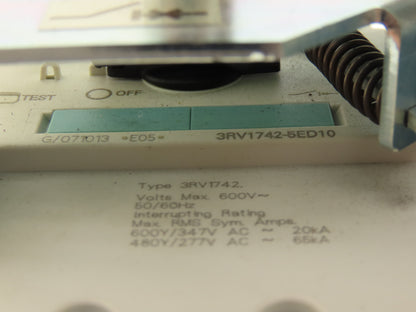 TEST OFF
G/071013 *E05* 3RV1742-5ED10
Type 3RV1742.
Volts Max. 600V~
50/60Hz
Interrupting Rating
Max. RMS Sym. Amps.
600Y/347V AC ~ 20kA
480Y/277V AC ~ 65kA